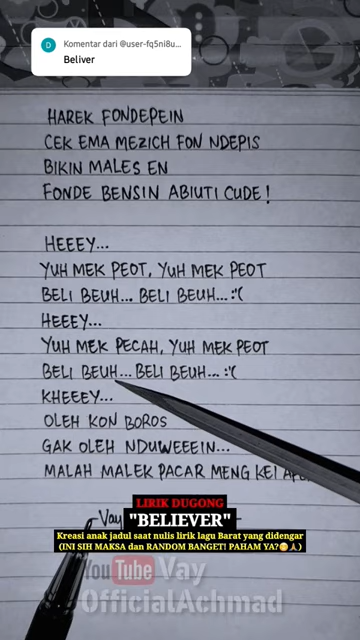 Komentar dari @user-fq5ni8u...
Beliver
HAREK FONDEPEIN
CEK EMA MEZICH FON NDEPIS
BIKIN MALES EN
FONDE BENSIN ABIUTI CUDE!
HEEEY...
YUH MEK PEOT, YUH MEK PEOT
BELI BEUH... BELI BEUH... :'(
HEEEY...
YUH MEK PECAH, YUH MEK PEOT
BELI BEUH... BELI BEUH... :'(
KHEEEY...
OLEH KON BOROS
GAK OLEH NDUWEEEIN...
MALAH MALEK PACAR MENG KEI
LIRIK DUGONG
"BELIEVER"
Kreasi anak jadul saat nulis lirik lagu Barat yang didengar
(INI SIH MAKSA dan RANDOM BANGET! PAHAM YA?😁🙏)
YouTube Vay
OfficialAchmad